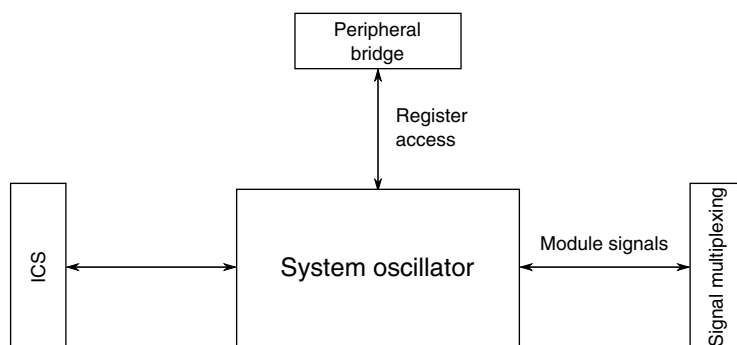 Peripheral
bridge
Register
access
ICS
System oscillator
Module signals
Signal multiplexing